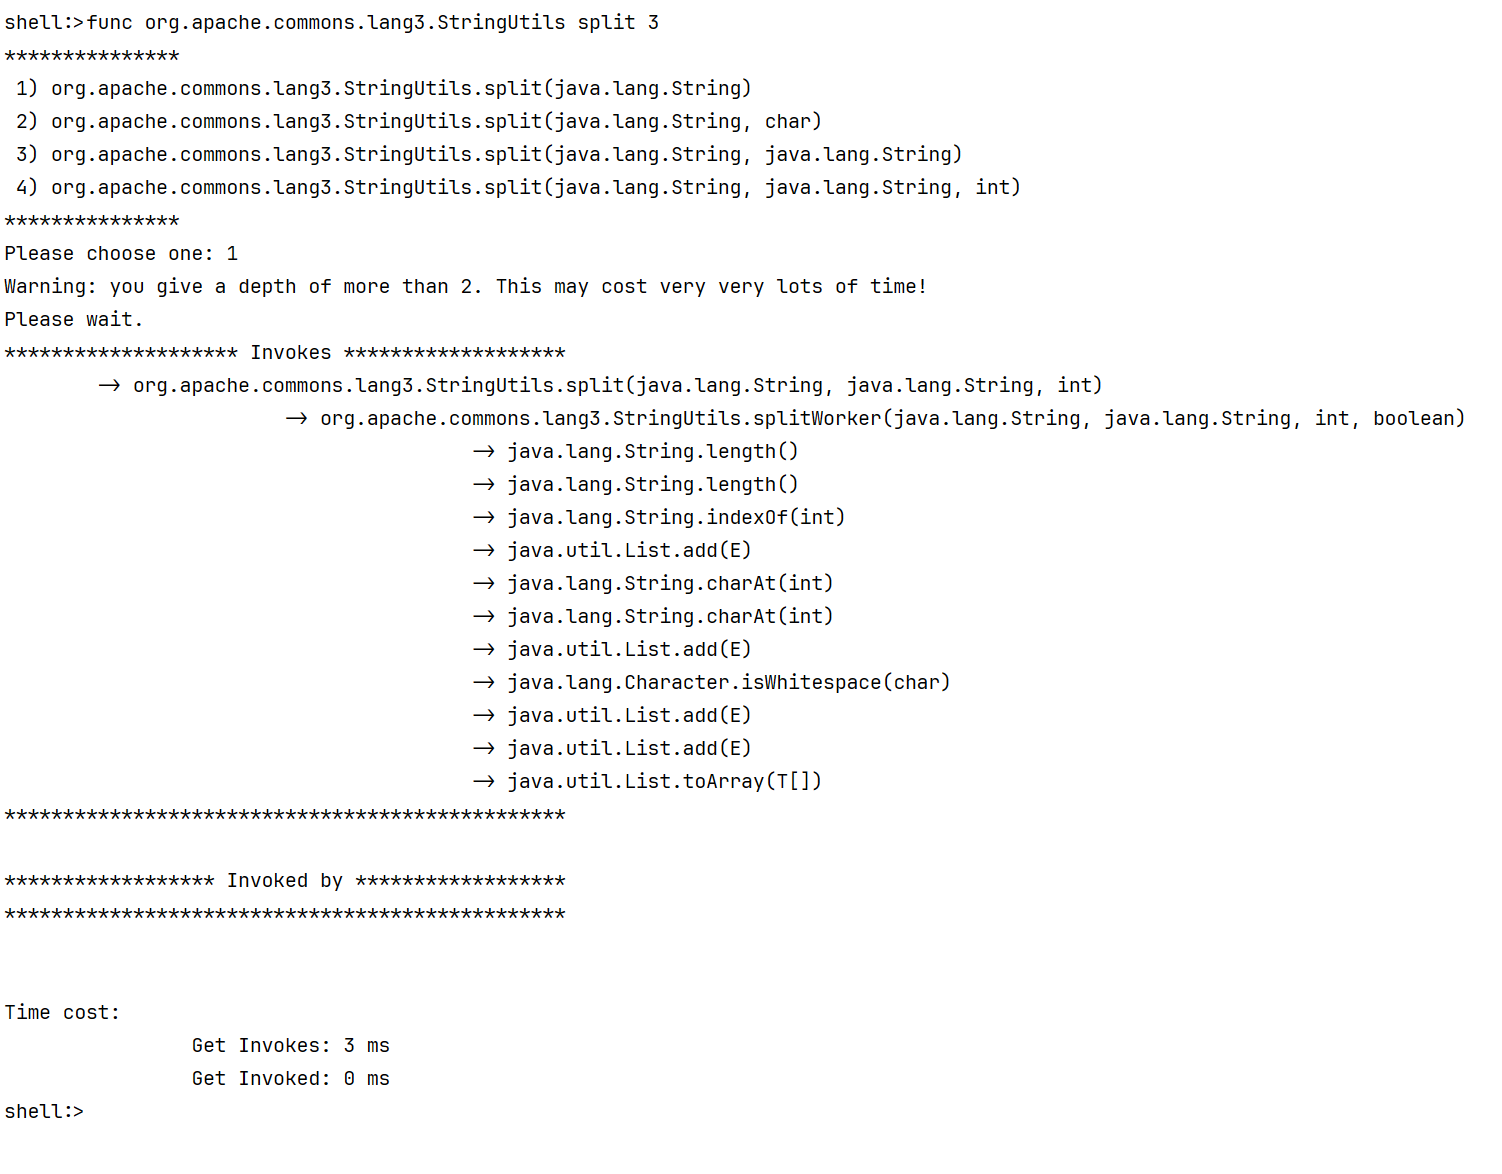 shell:>func org.apache.commons.lang3.StringUtils split 3
***************
 1) org.apache.commons.lang3.StringUtils.split(java.lang.String)
 2) org.apache.commons.lang3.StringUtils.split(java.lang.String, char)
 3) org.apache.commons.lang3.StringUtils.split(java.lang.String, java.lang.String)
 4) org.apache.commons.lang3.StringUtils.split(java.lang.String, java.lang.String, int)
***************
Please choose one: 1
Warning: you give a depth of more than 2. This may cost very very lots of time!
Please wait.
******************** Invokes *******************
        -> org.apache.commons.lang3.StringUtils.split(java.lang.String, java.lang.String, int)
                        -> org.apache.commons.lang3.StringUtils.splitWorker(java.lang.String, java.lang.String, int, boolean)
                                        -> java.lang.String.length()
                                        -> java.lang.String.length()
                                        -> java.lang.String.indexOf(int)
                                        -> java.util.List.add(E)
                                        -> java.lang.String.charAt(int)
                                        -> java.lang.String.charAt(int)
                                        -> java.util.List.add(E)
                                        -> java.lang.Character.isWhitespace(char)
                                        -> java.util.List.add(E)
                                        -> java.util.List.add(E)
                                        -> java.util.List.toArray(T[])
************************************************
****************** Invoked by ******************
************************************************
Time cost:
                Get Invokes: 3 ms
                Get Invoked: 0 ms
shell:>